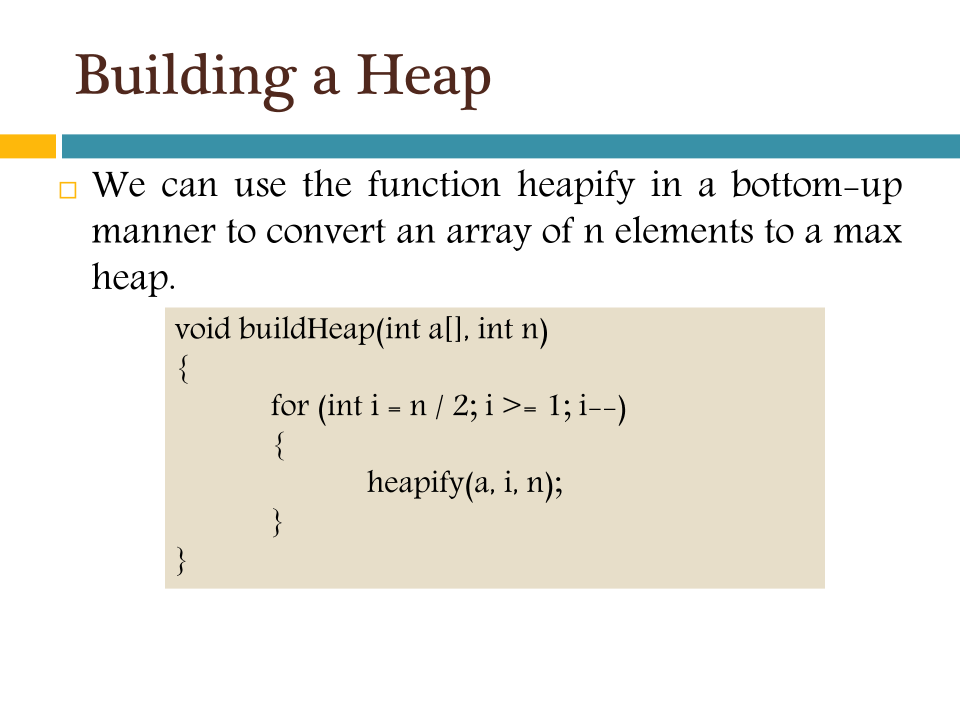 Building a Heap
We can use the function heapify in a bottom-up
manner to convert an array of n elements to a max
heap.
void buildHeap(int a[], int n)
{
for (int i = n / 2; i >= 1; i--)
{
heapify(a, i, n);
}
}